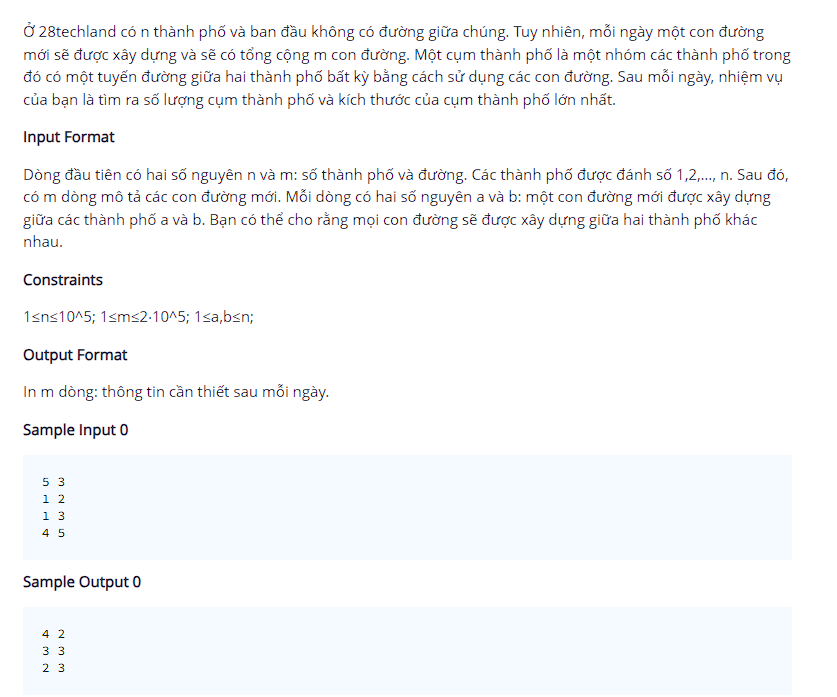 Ở 28techland có n thành phố và ban đầu không có đường giữa chúng. Tuy nhiên, mỗi ngày một con đường
mới sẽ được xây dựng và sẽ có tổng cộng m con đường. Một cụm thành phố là một nhóm các thành phố trong
đó có một tuyến đường giữa hai thành phố bất kỳ bằng cách sử dụng các con đường. Sau mỗi ngày, nhiệm vụ
của bạn là tìm ra số lượng cụm thành phố và kích thước của cụm thành phố lớn nhất.
Input Format
Dòng đầu tiên có hai số nguyên n và m: số thành phố và đường. Các thành phố được đánh số 1,2,..., n. Sau đó,
có m dòng mô tả các con đường mới. Mỗi dòng có hai số nguyên a và b: một con đường mới được xây dựng
giữa các thành phố a và b. Bạn có thể cho rằng mọi con đường sẽ được xây dựng giữa hai thành phố khác
nhau.
Constraints
1≤n≤10^5; 1≤m≤2⋅10^5; 1≤a,b≤n;
Output Format
In m dòng: thông tin cần thiết sau mỗi ngày.
Sample Input 0
5 3
1 2
1 3
4 5
Sample Output 0
4 2
3 3
2 3